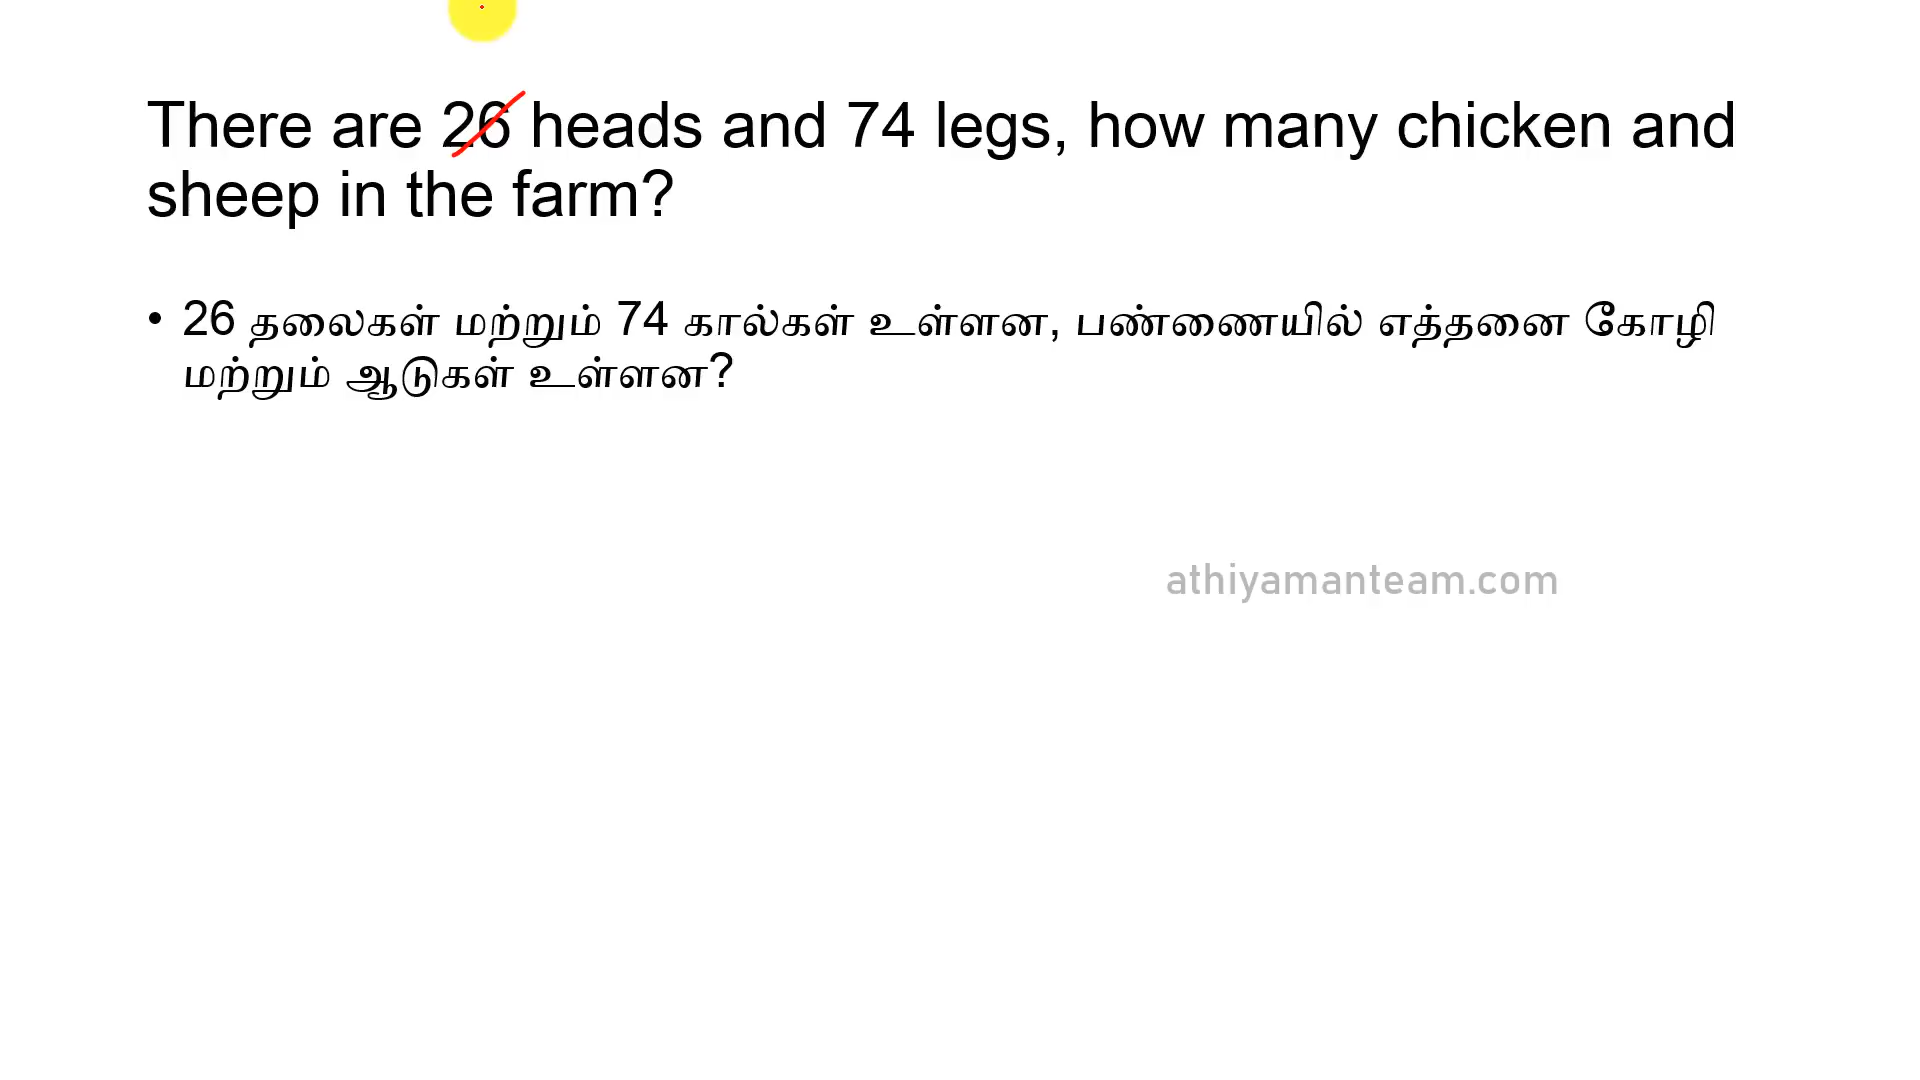 There are 26 heads and 74 legs, how many chicken and
sheep in the farm?
• 26 தலைகள் மற்றும் 74 கால்கள் உள்ளன, பண்ணையில் எத்தனை கோழி
மற்றும் ஆடுகள் உள்ளன?
athiyamanteam.com